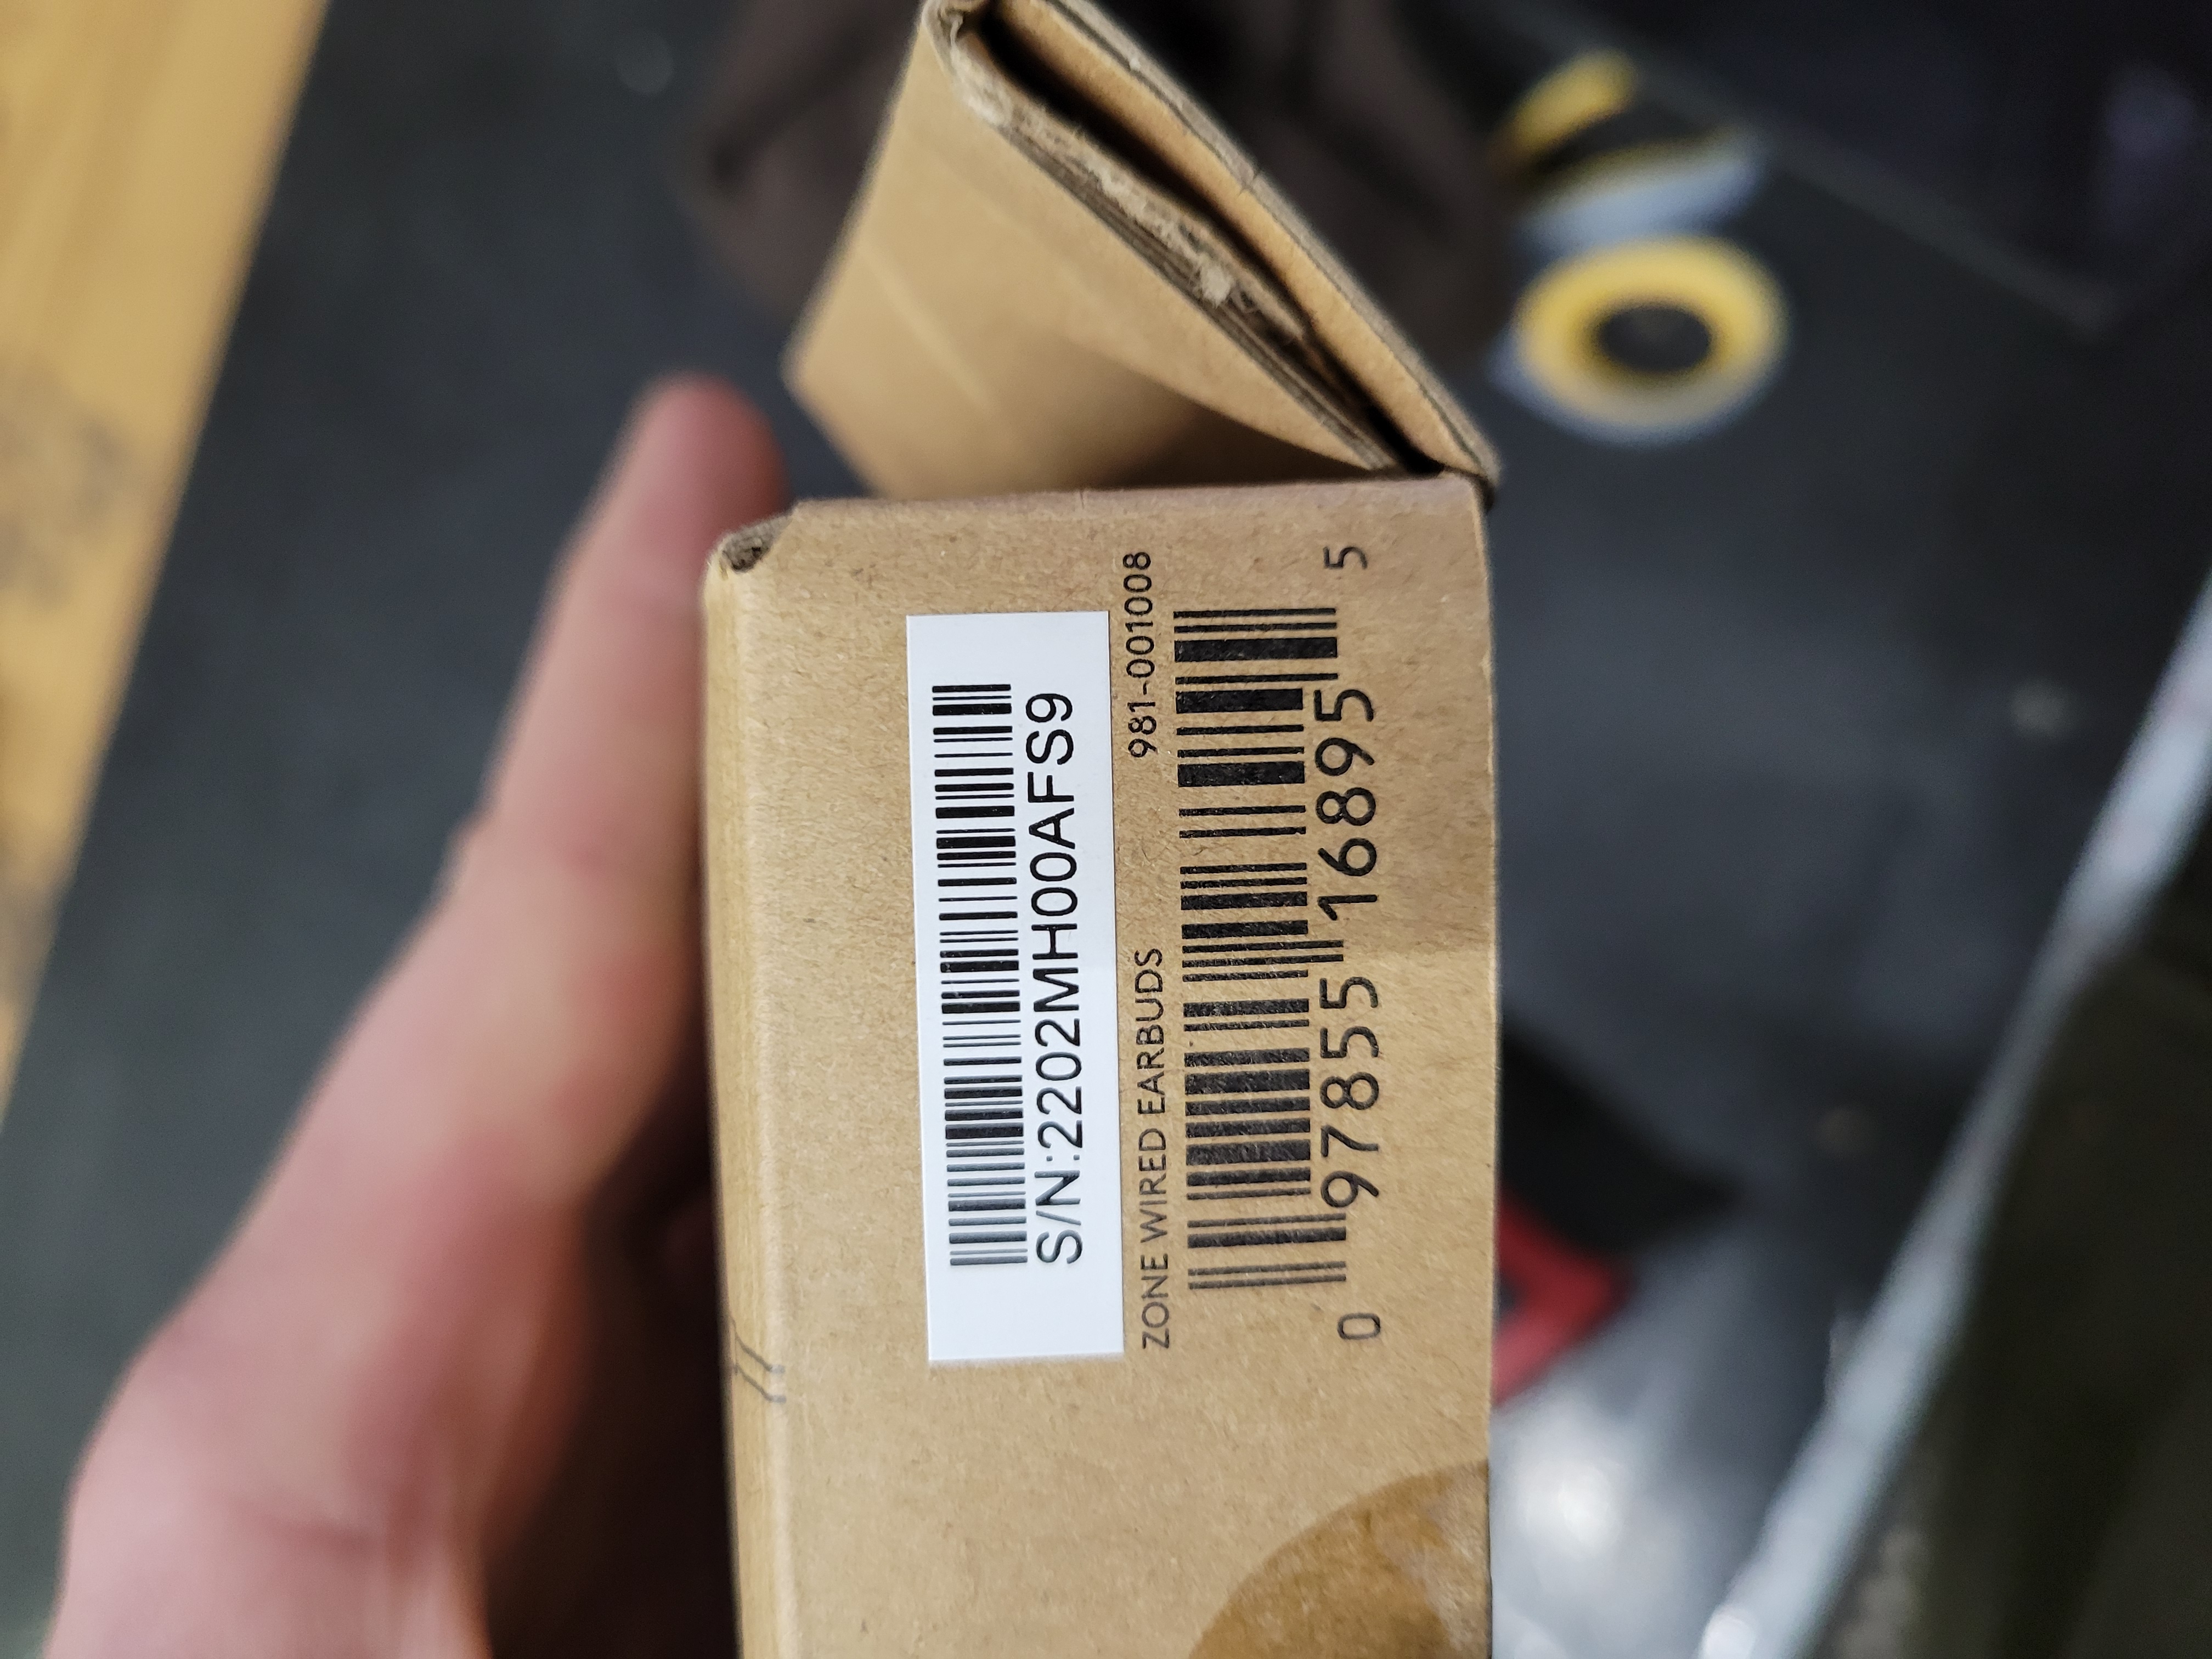 S/N:2202MH00AFS9
ZONE WIRED EARBUDS 981-001008
0 97855 16895 5